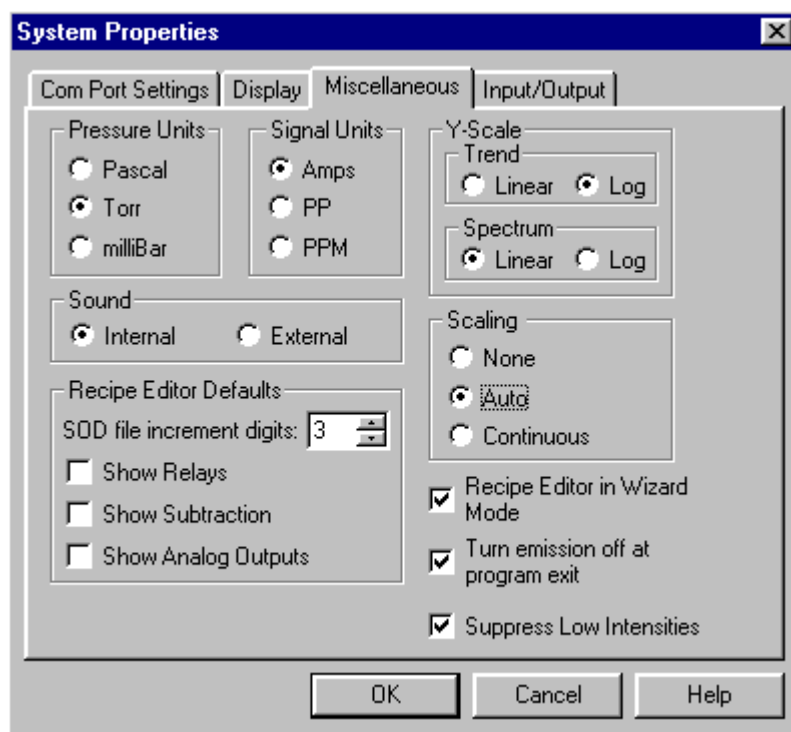 System Properties
Com Port Settings Display Miscellaneous Input/Output
Pressure Units
Pascal
Torr
milliBar
Signal Units
Amps
PP
PPM
Y-Scale
Trend
Linear Log
Spectrum
Linear Log
Sound
Internal External
Scaling
None
Auto
Continuous
Recipe Editor Defaults
SOD file increment digits: 3
Show Relays
Show Subtraction
Show Analog Outputs
Recipe Editor in Wizard
Mode
Turn emission off at
program exit
Suppress Low Intensities
OK Cancel Help